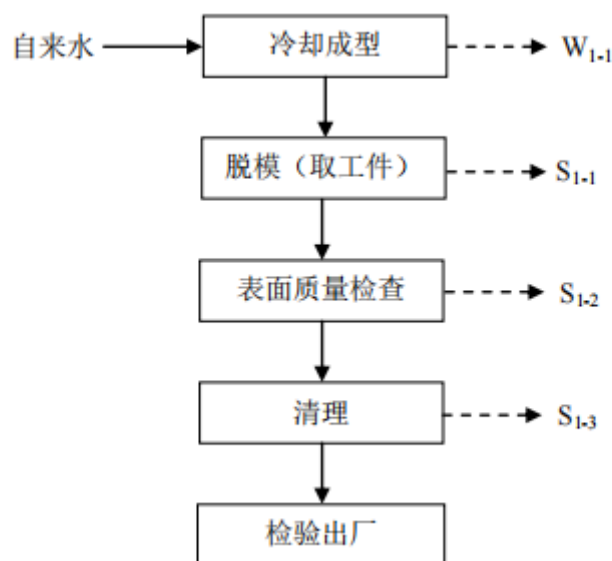 自来水 冷却成型 W1-1
脱模（取工件） S1-1
表面质量检查 S1-2
清理 S1-3
检验出厂